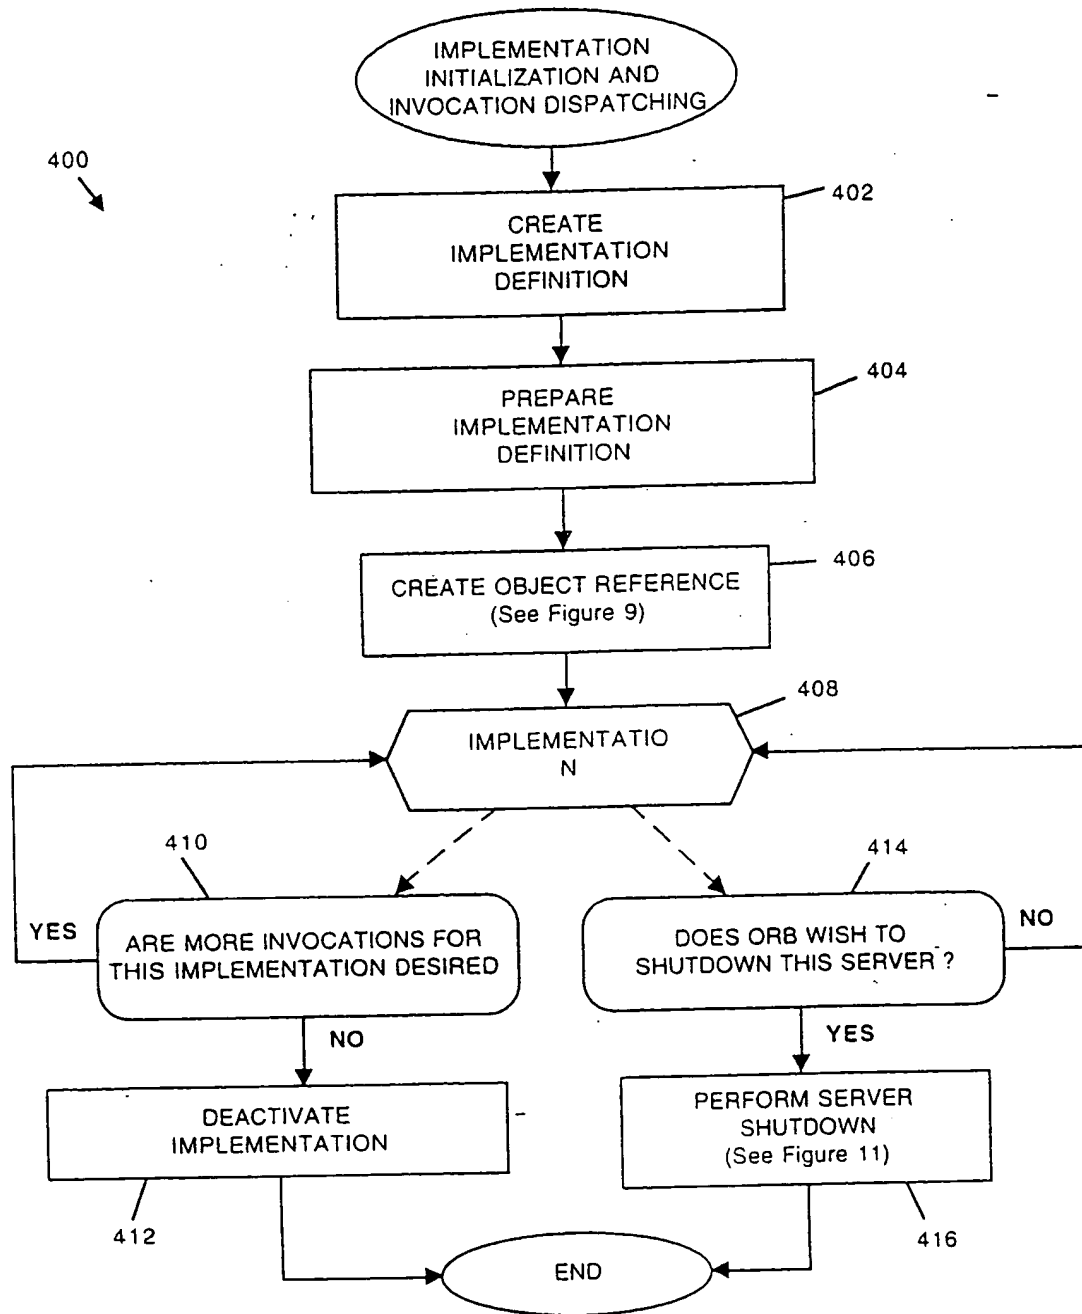 IMPLEMENTATION
INITIALIZATION AND
INVOCATION DISPATCHING
400
402
CREATE
IMPLEMENTATION
DEFINITION
404
PREPARE
IMPLEMENTATION
DEFINITION
406
CREATE OBJECT REFERENCE
(See Figure 9)
408
IMPLEMENTATIO
N
410
414
YES
ARE MORE INVOCATIONS FOR
THIS IMPLEMENTATION DESIRED
DOES ORB WISH TO
SHUTDOWN THIS SERVER ?
NO
NO
YES
DEACTIVATE
IMPLEMENTATION
PERFORM SERVER
SHUTDOWN
(See Figure 11)
412
416
END